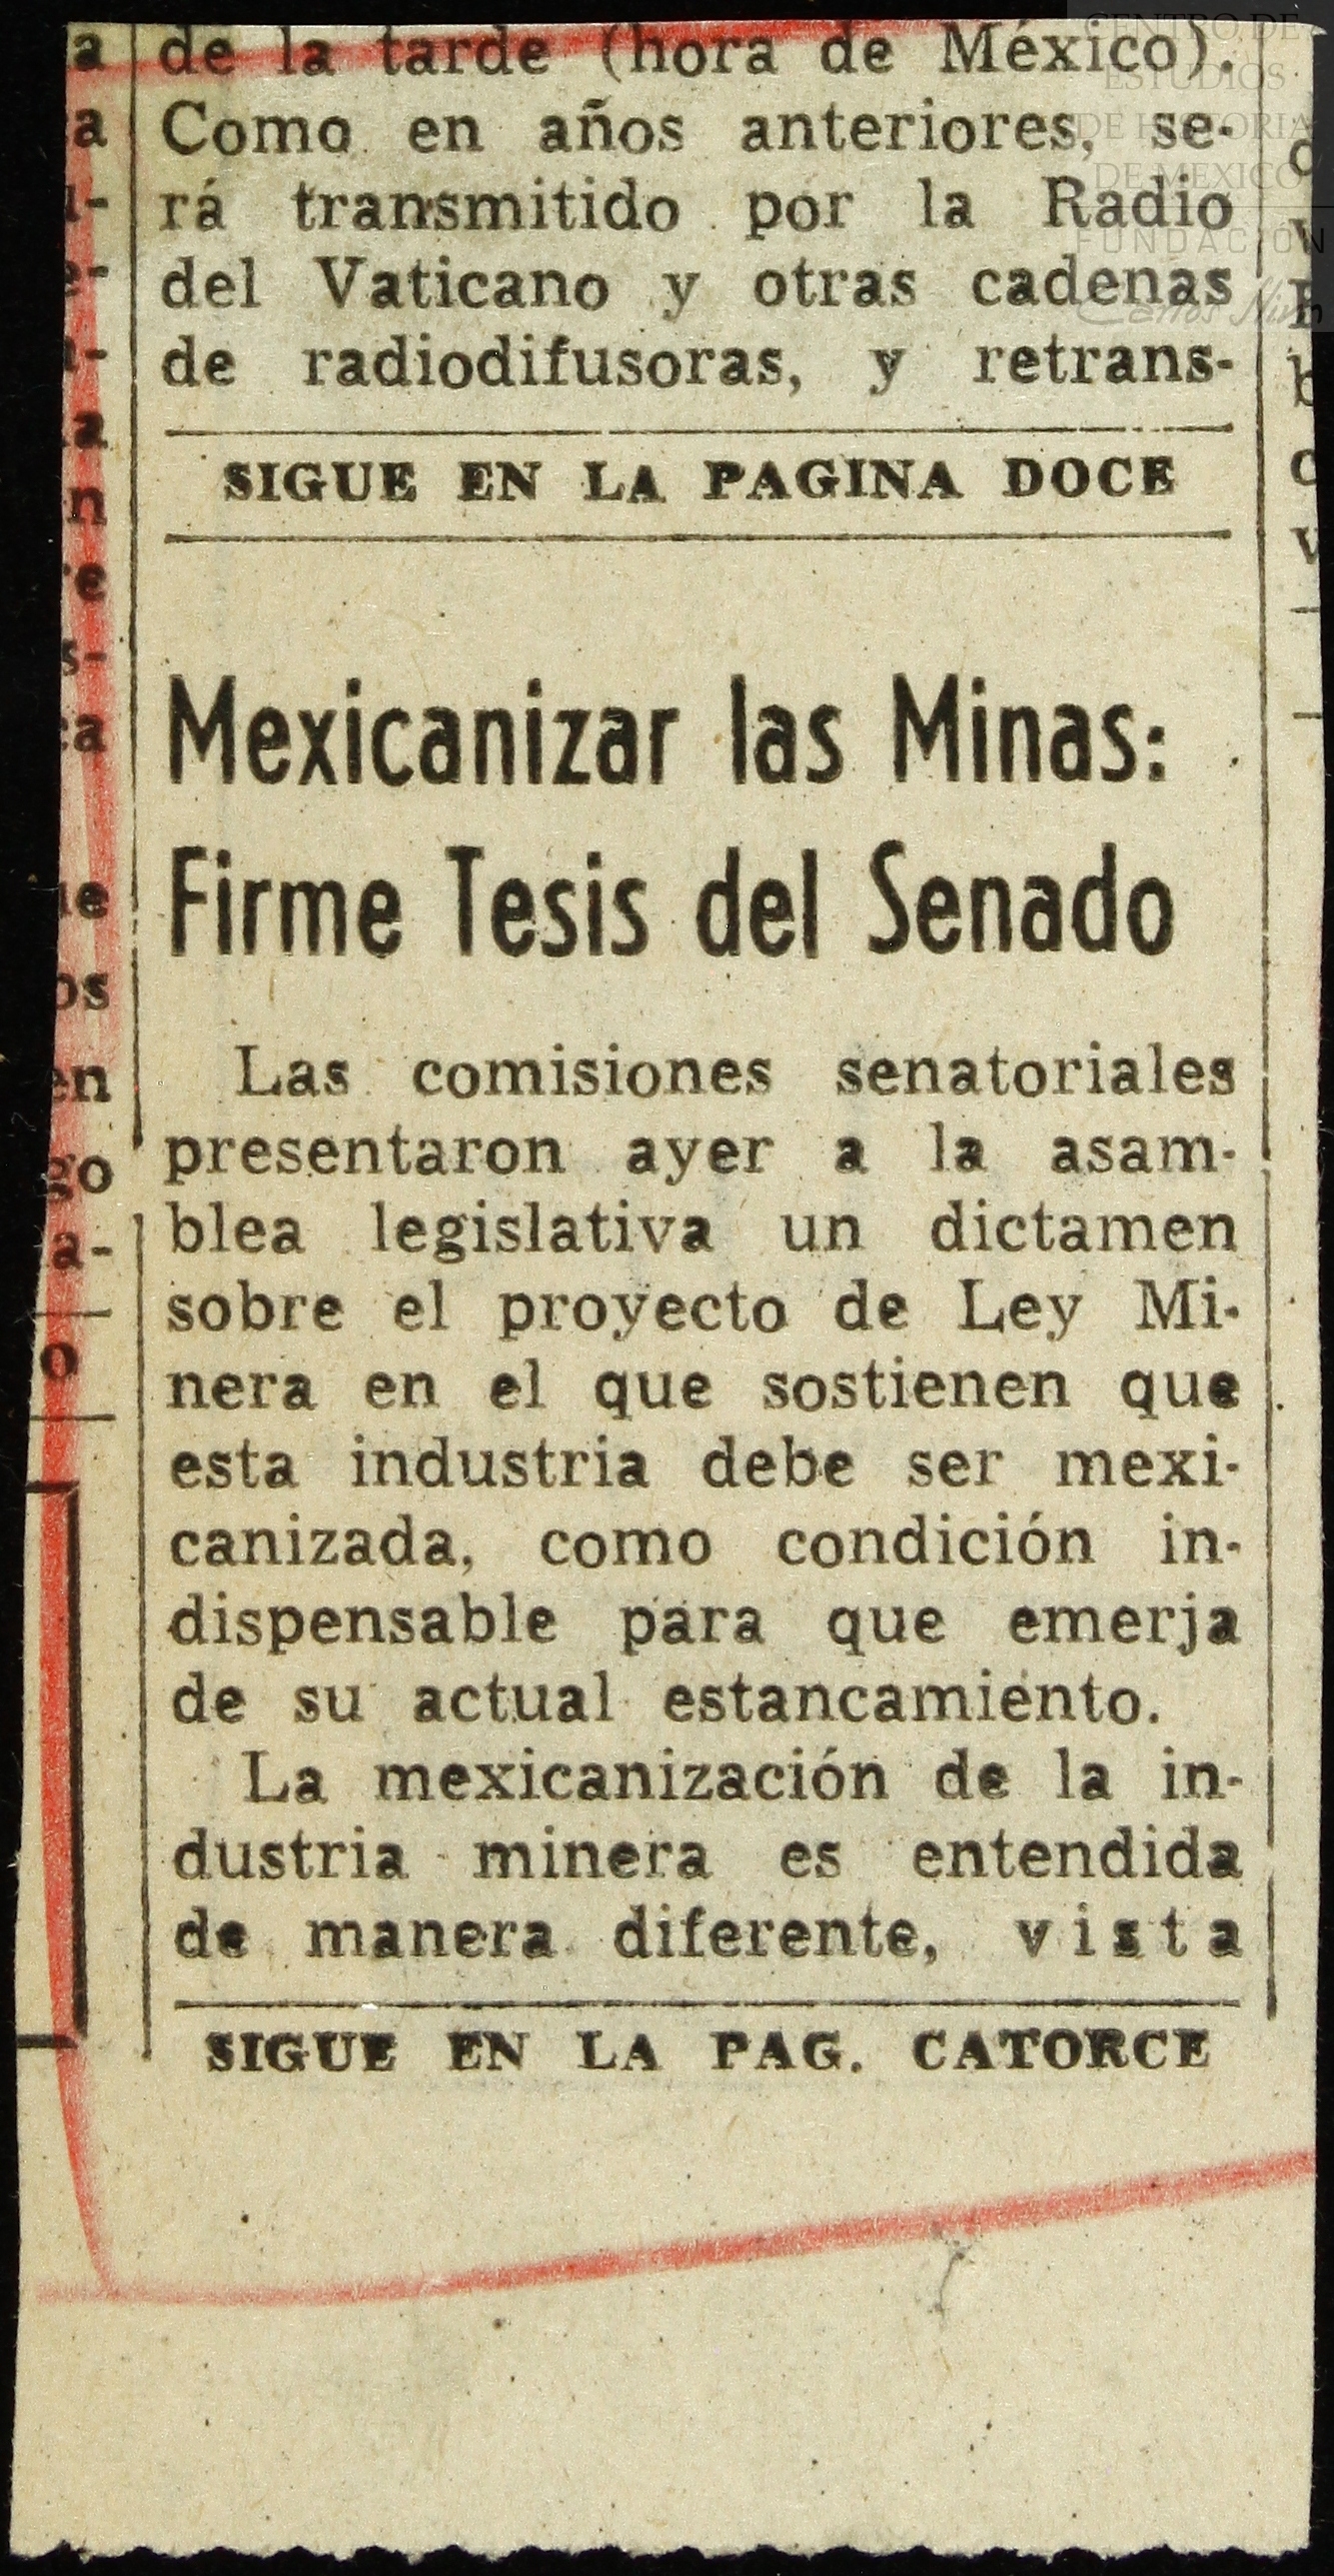 de la tarde (hora de México).
Como en años anteriores, se-
rá transmitido por la Radio
del Vaticano y otras cadenas
de radiodifusoras, y retrans-
SIGUE EN LA PAGINA DOCE
Mexicanizar las Minas:
Firme Tesis del Senado
Las comisiones senatoriales
presentaron ayer a la asam-
blea legislativa un dictamen
sobre el proyecto de Ley Mi-
nera en el que sostienen que
esta industria debe ser mexi-
canizada, como condición in-
dispensable para que emerja
de su actual estancamiento.
La mexicanización de la in-
dustria minera es entendida
de manera diferente, vista
SIGUE EN LA PAG. CATORCE
CENTRO DE
ESTUDIOS
DE HISTORIA
DE MEXICO
FUNDACIÓN
Carlos Slim